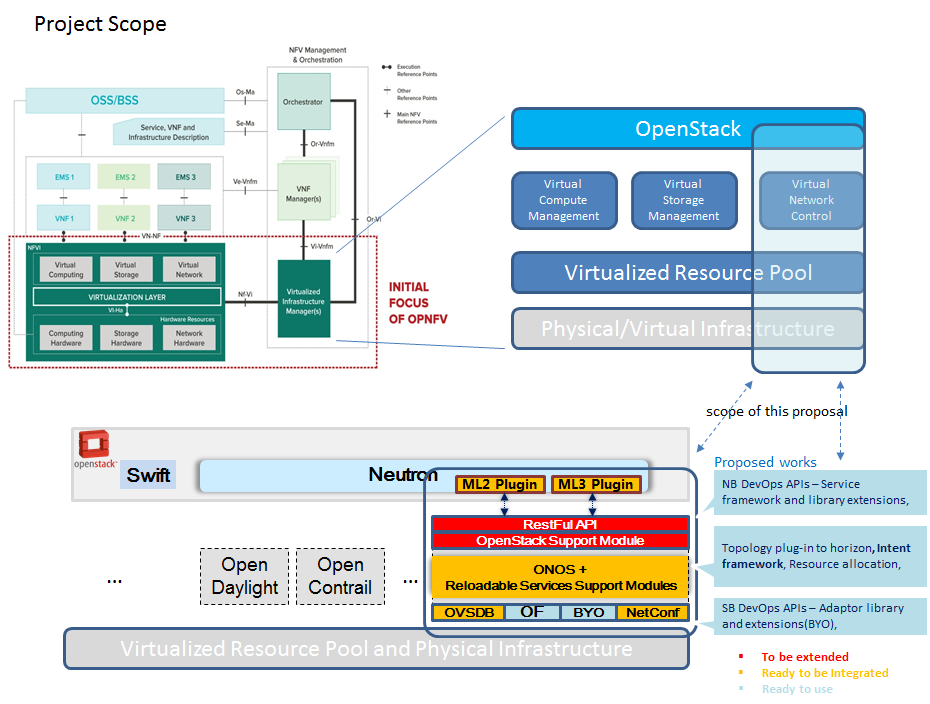 Project Scope
NFV Management
& Orchestration
Execution
Reference Points
Other
Reference Points
Main NFV
Reference Points
OSS/BSS
Os-Ma
Orchestrator
Service, VNF and
Infrastructure Description
Se-Ma
Or-Vnfm
EMS 1
EMS 2
EMS 3
Ve-Vnfm
VNF
Manager(s)
VNF 1
VNF 2
VNF 3
Or-Vi
VN-NF
Vi-Vnfm
NFVI
Virtual
Computing
Virtual
Storage
Virtual
Network
VIRTUALIZATION LAYER
Nf-Vi
Virtualized
Infrastructure
Manager(s)
Vi-Ha
Hardware Resources
Computing
Hardware
Storage
Hardware
Network
Hardware
INITIAL
FOCUS
OF OPNFV
OpenStack
Virtual
Compute
Management
Virtual
Storage
Management
Virtual
Network
Control
Virtualized Resource Pool
Physical/Virtual Infrastructure
scope of this proposal
openstack
Swift
Neutron
ML2 Plugin
ML3 Plugin
RestFul API
OpenStack Support Module
...
Open
Daylight
Open
Contrail
...
ONOS +
Reloadable Services Support Modules
OVSDB
OF
BYO
NetConf
Virtualized Resource Pool and Physical Infrastructure
Proposed works
NB DevOps APIs – Service
framework and library extensions,
Topology plug-in to horizon, Intent
framework, Resource allocation,
SB DevOps APIs – Adaptor library
and extensions(BYO),
To be extended
Ready to be Integrated
Ready to use